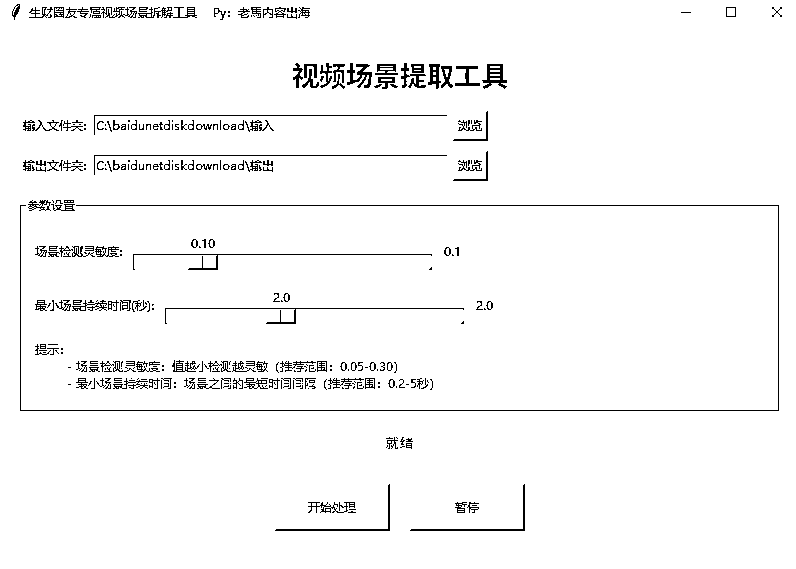 生财圈友专属视频场景拆解工具 Py：老馬内容出海
视频场景提取工具
输入文件夹: C:\baidunetdiskdownload\输入 浏览
输出文件夹: C:\baidunetdiskdownload\输出 浏览
参数设置
0.10
场景检测灵敏度: 0.1
2.0
最小场景持续时间(秒): 2.0
提示:
- 场景检测灵敏度：值越小检测越灵敏（推荐范围：0.05-0.30）
- 最小场景持续时间：场景之间的最短时间间隔（推荐范围：0.2-5秒）
就绪
开始处理 暂停